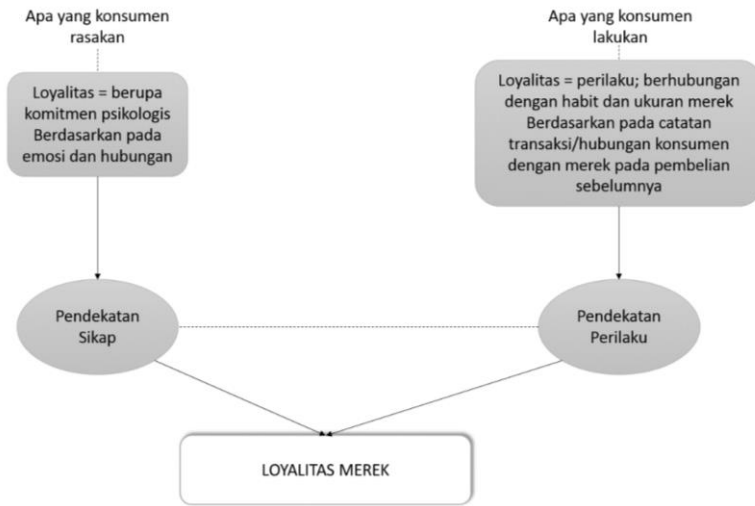 Apa yang konsumen
rasakan
Loyalitas = berupa
komitmen psikologis
Berdasarkan pada
emosi dan hubungan
Apa yang konsumen
lakukan
Loyalitas = perilaku; berhubungan
dengan habit dan ukuran merek
Berdasarkan pada catatan
transaksi/hubungan konsumen
dengan merek pada pembelian
sebelumnya
Pendekatan
Sikap
Pendekatan
Perilaku
LOYALITAS MEREK